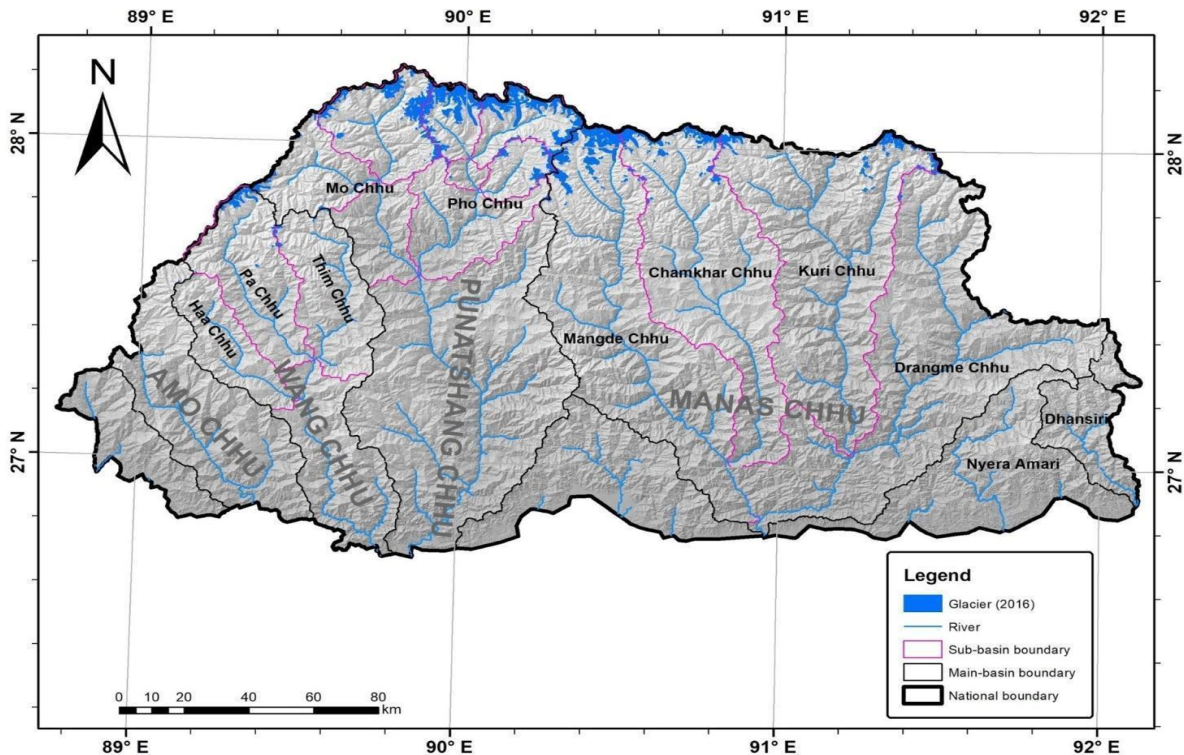 89° E 90° E 91° E 92° E
N
28° N 28° N
Mo Chhu
Pho Chhu
Thim Chhu
Pa Chhu
Haa Chhu
Chamkhar Chhu
Kuri Chhu
Mangde Chhu
Drangme Chhu
AMO CHHU
WANG CHHU
PUNATSHANG CHHU
MANAS CHHU
Dhansiri
Nyera Amari
27° N 27° N
Legend
Glacier (2016)
River
Sub-basin boundary
Main-basin boundary
National boundary
0 10 20 40 60 80
km
89° E 90° E 91° E 92° E